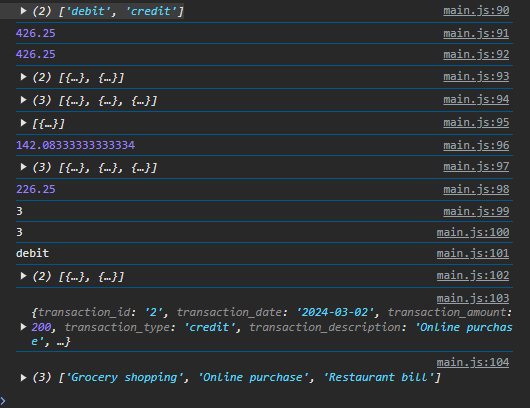 (2) ['debit', 'credit'] main.js:90
426.25 main.js:91
426.25 main.js:92
(2) [{…}, {…}] main.js:93
(3) [{…}, {…}, {…}] main.js:94
[{…}] main.js:95
142.08333333333334 main.js:96
(3) [{…}, {…}, {…}] main.js:97
226.25 main.js:98
3 main.js:99
3 main.js:100
debit main.js:101
(2) [{…}, {…}] main.js:102
main.js:103
{transaction_id: '2', transaction_date: '2024-03-02', transaction_amount:
200, transaction_type: 'credit', transaction_description: 'Online purchas
e', …}
main.js:104
(3) ['Grocery shopping', 'Online purchase', 'Restaurant bill']